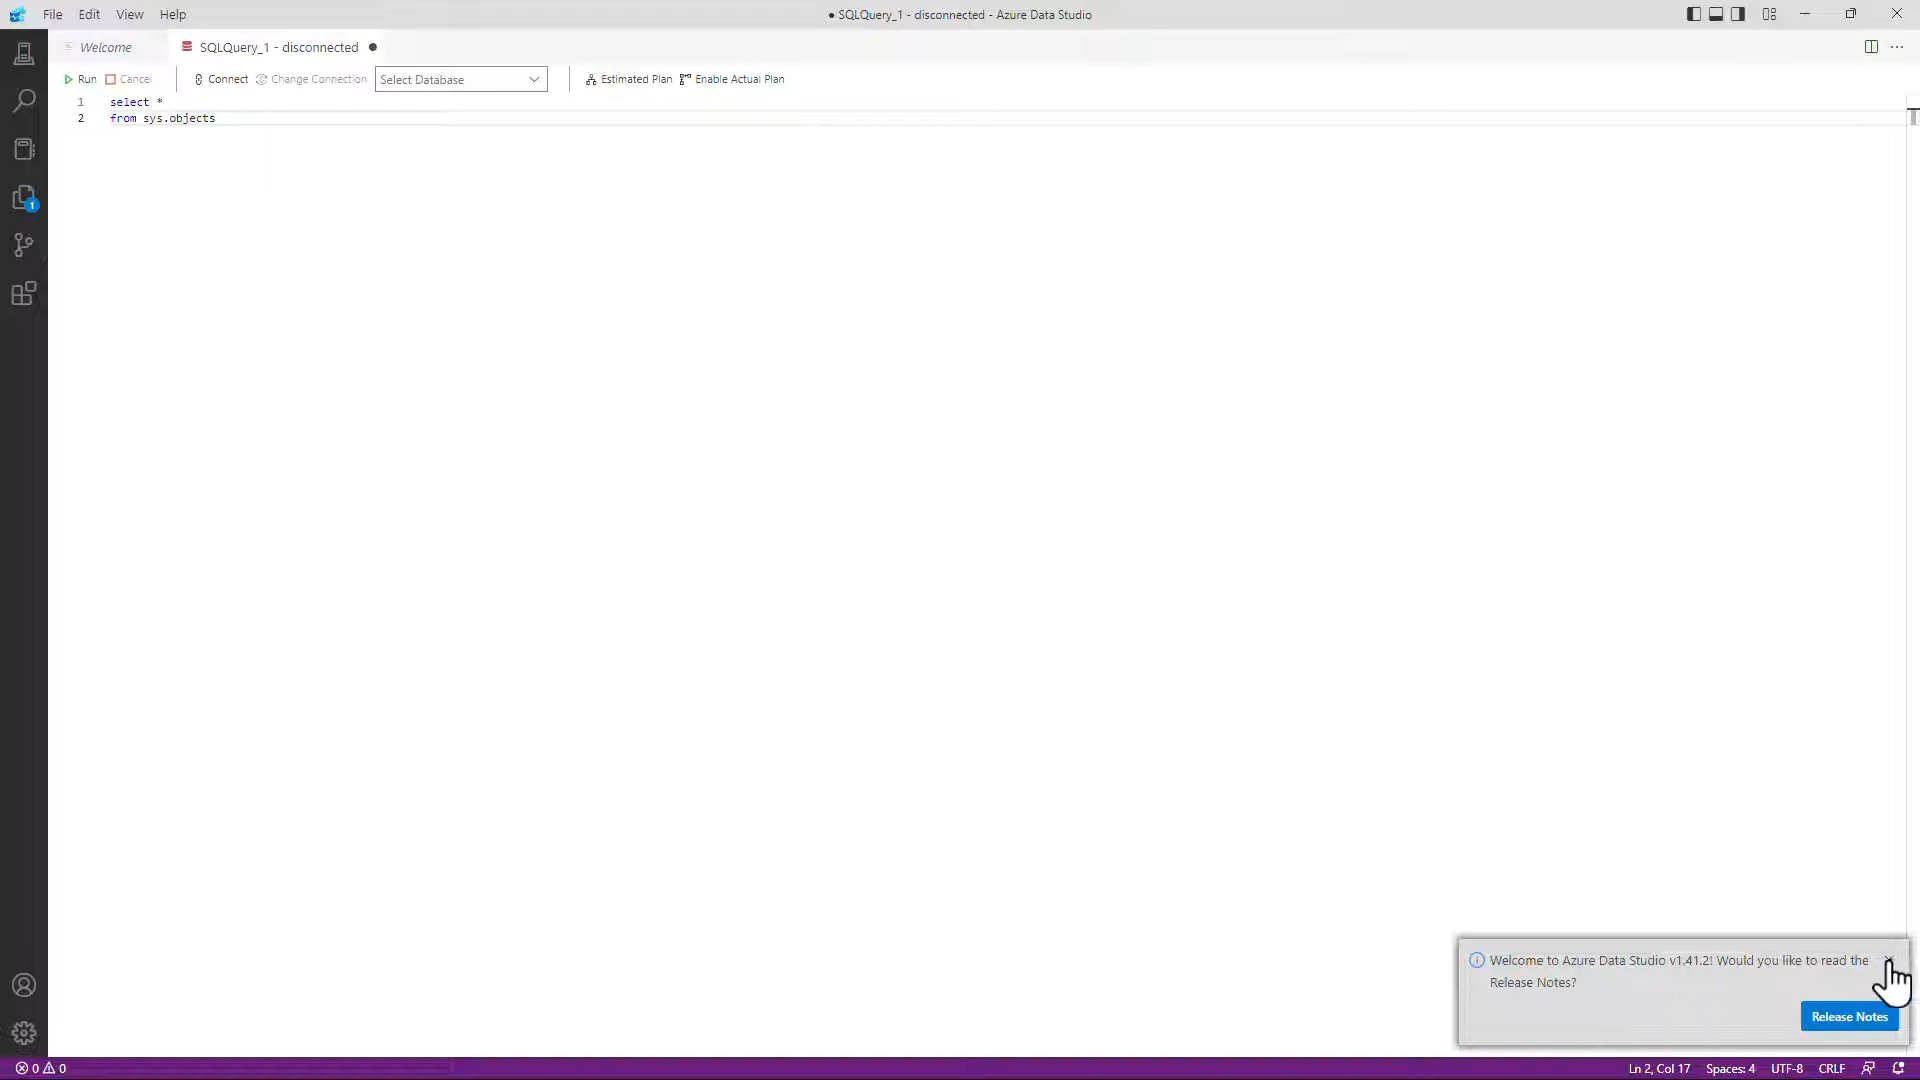 File Edit View Help
● SQLQuery_1 - disconnected - Azure Data Studio
Welcome
SQLQuery_1 - disconnected ●
Run Cancel Connect Change Connection Select Database Estimated Plan Enable Actual Plan
1 select *
2 from sys.objects
1
Welcome to Azure Data Studio v1.41.2! Would you like to read the
Release Notes?
Release Notes
0 0
Ln 2, Col 17 Spaces: 4 UTF-8 CRLF